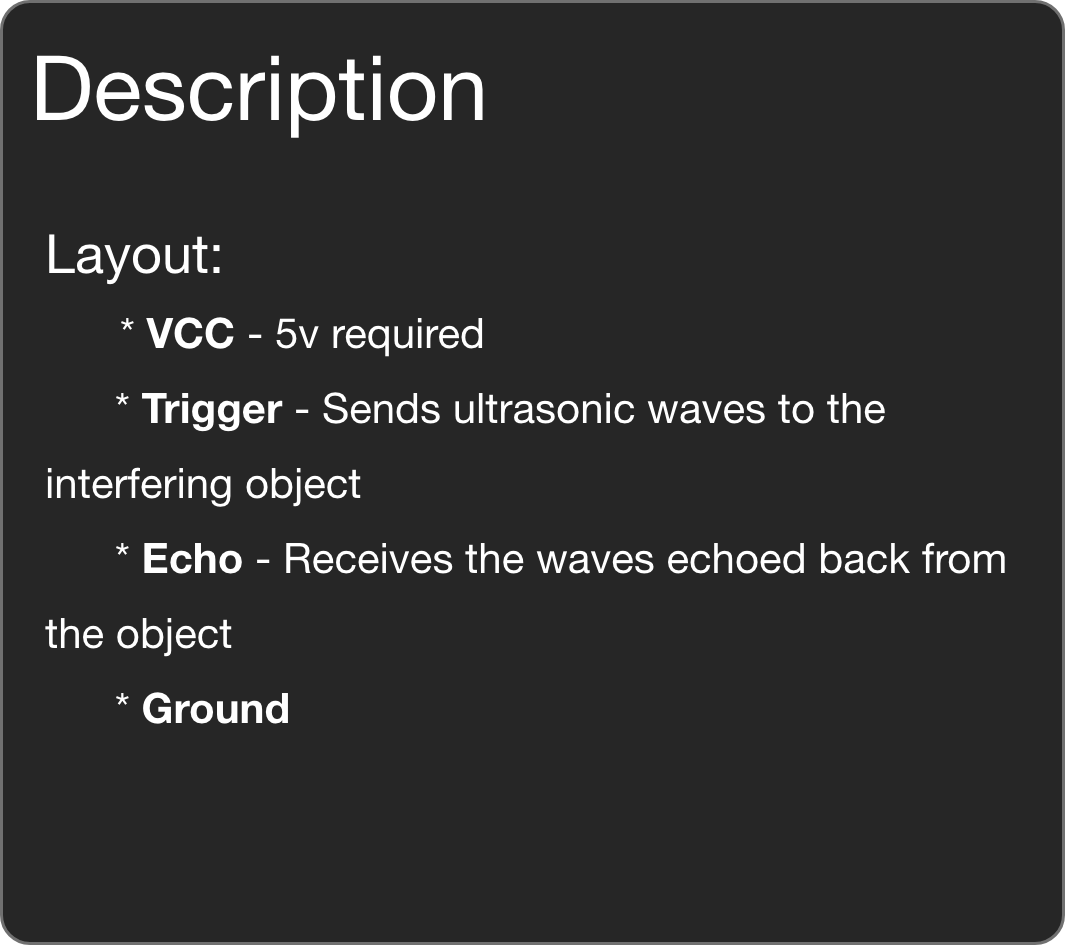 Description
Layout:
* VCC - 5v required
* Trigger - Sends ultrasonic waves to the
interfering object
* Echo - Receives the waves echoed back from
the object
* Ground